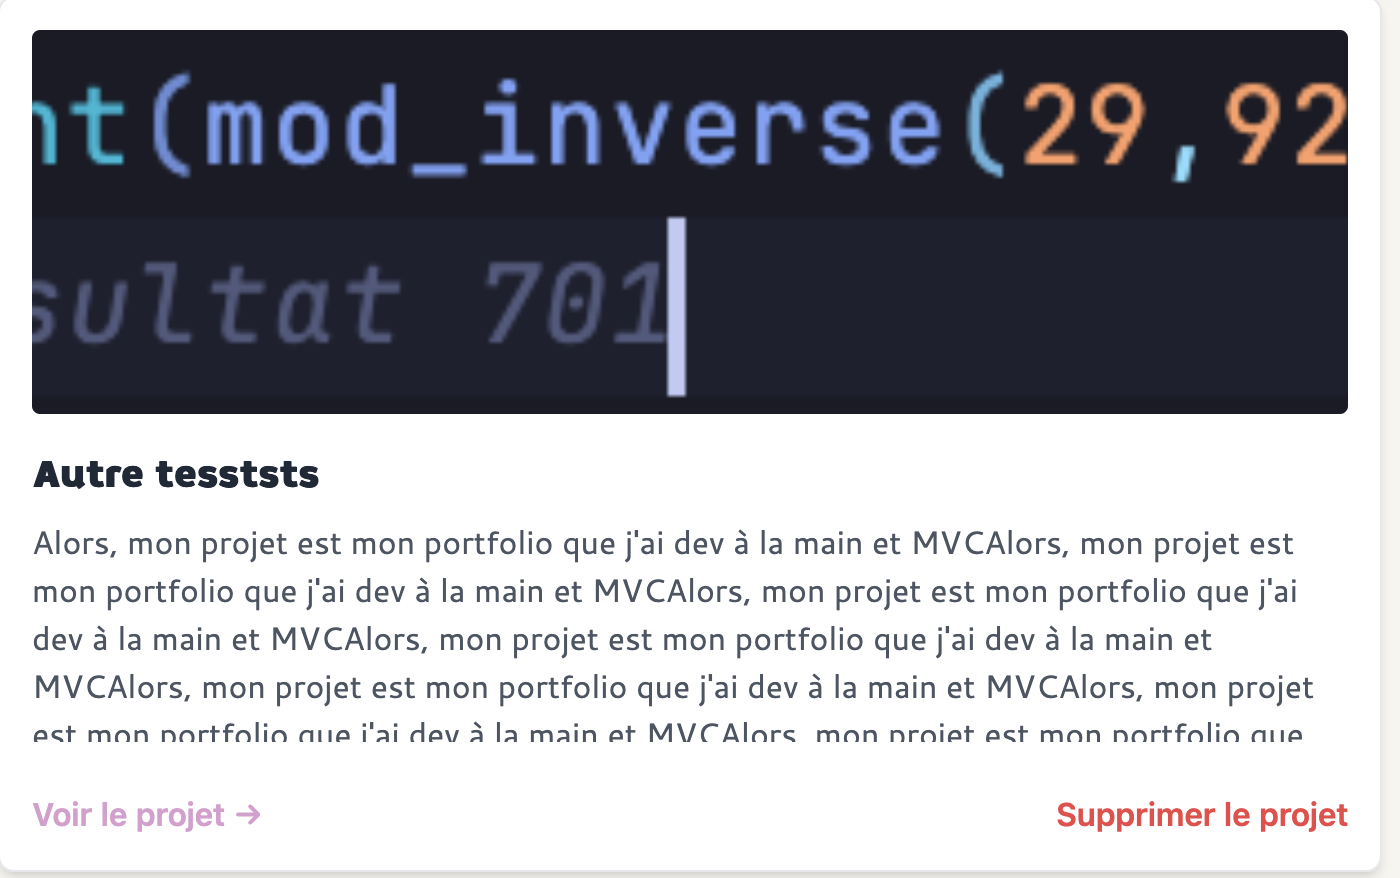 nt(mod_inverse(29,92
sultat 701
Autre tesststs
Alors, mon projet est mon portfolio que j'ai dev à la main et MVCAlors, mon projet est
mon portfolio que j'ai dev à la main et MVCAlors, mon projet est mon portfolio que j'ai
dev à la main et MVCAlors, mon projet est mon portfolio que j'ai dev à la main et
MVCAlors, mon projet est mon portfolio que j'ai dev à la main et MVCAlors, mon projet
est mon portfolio que j'ai dev à la main et MVCAlors, mon projet est mon portfolio que
Voir le projet →
Supprimer le projet